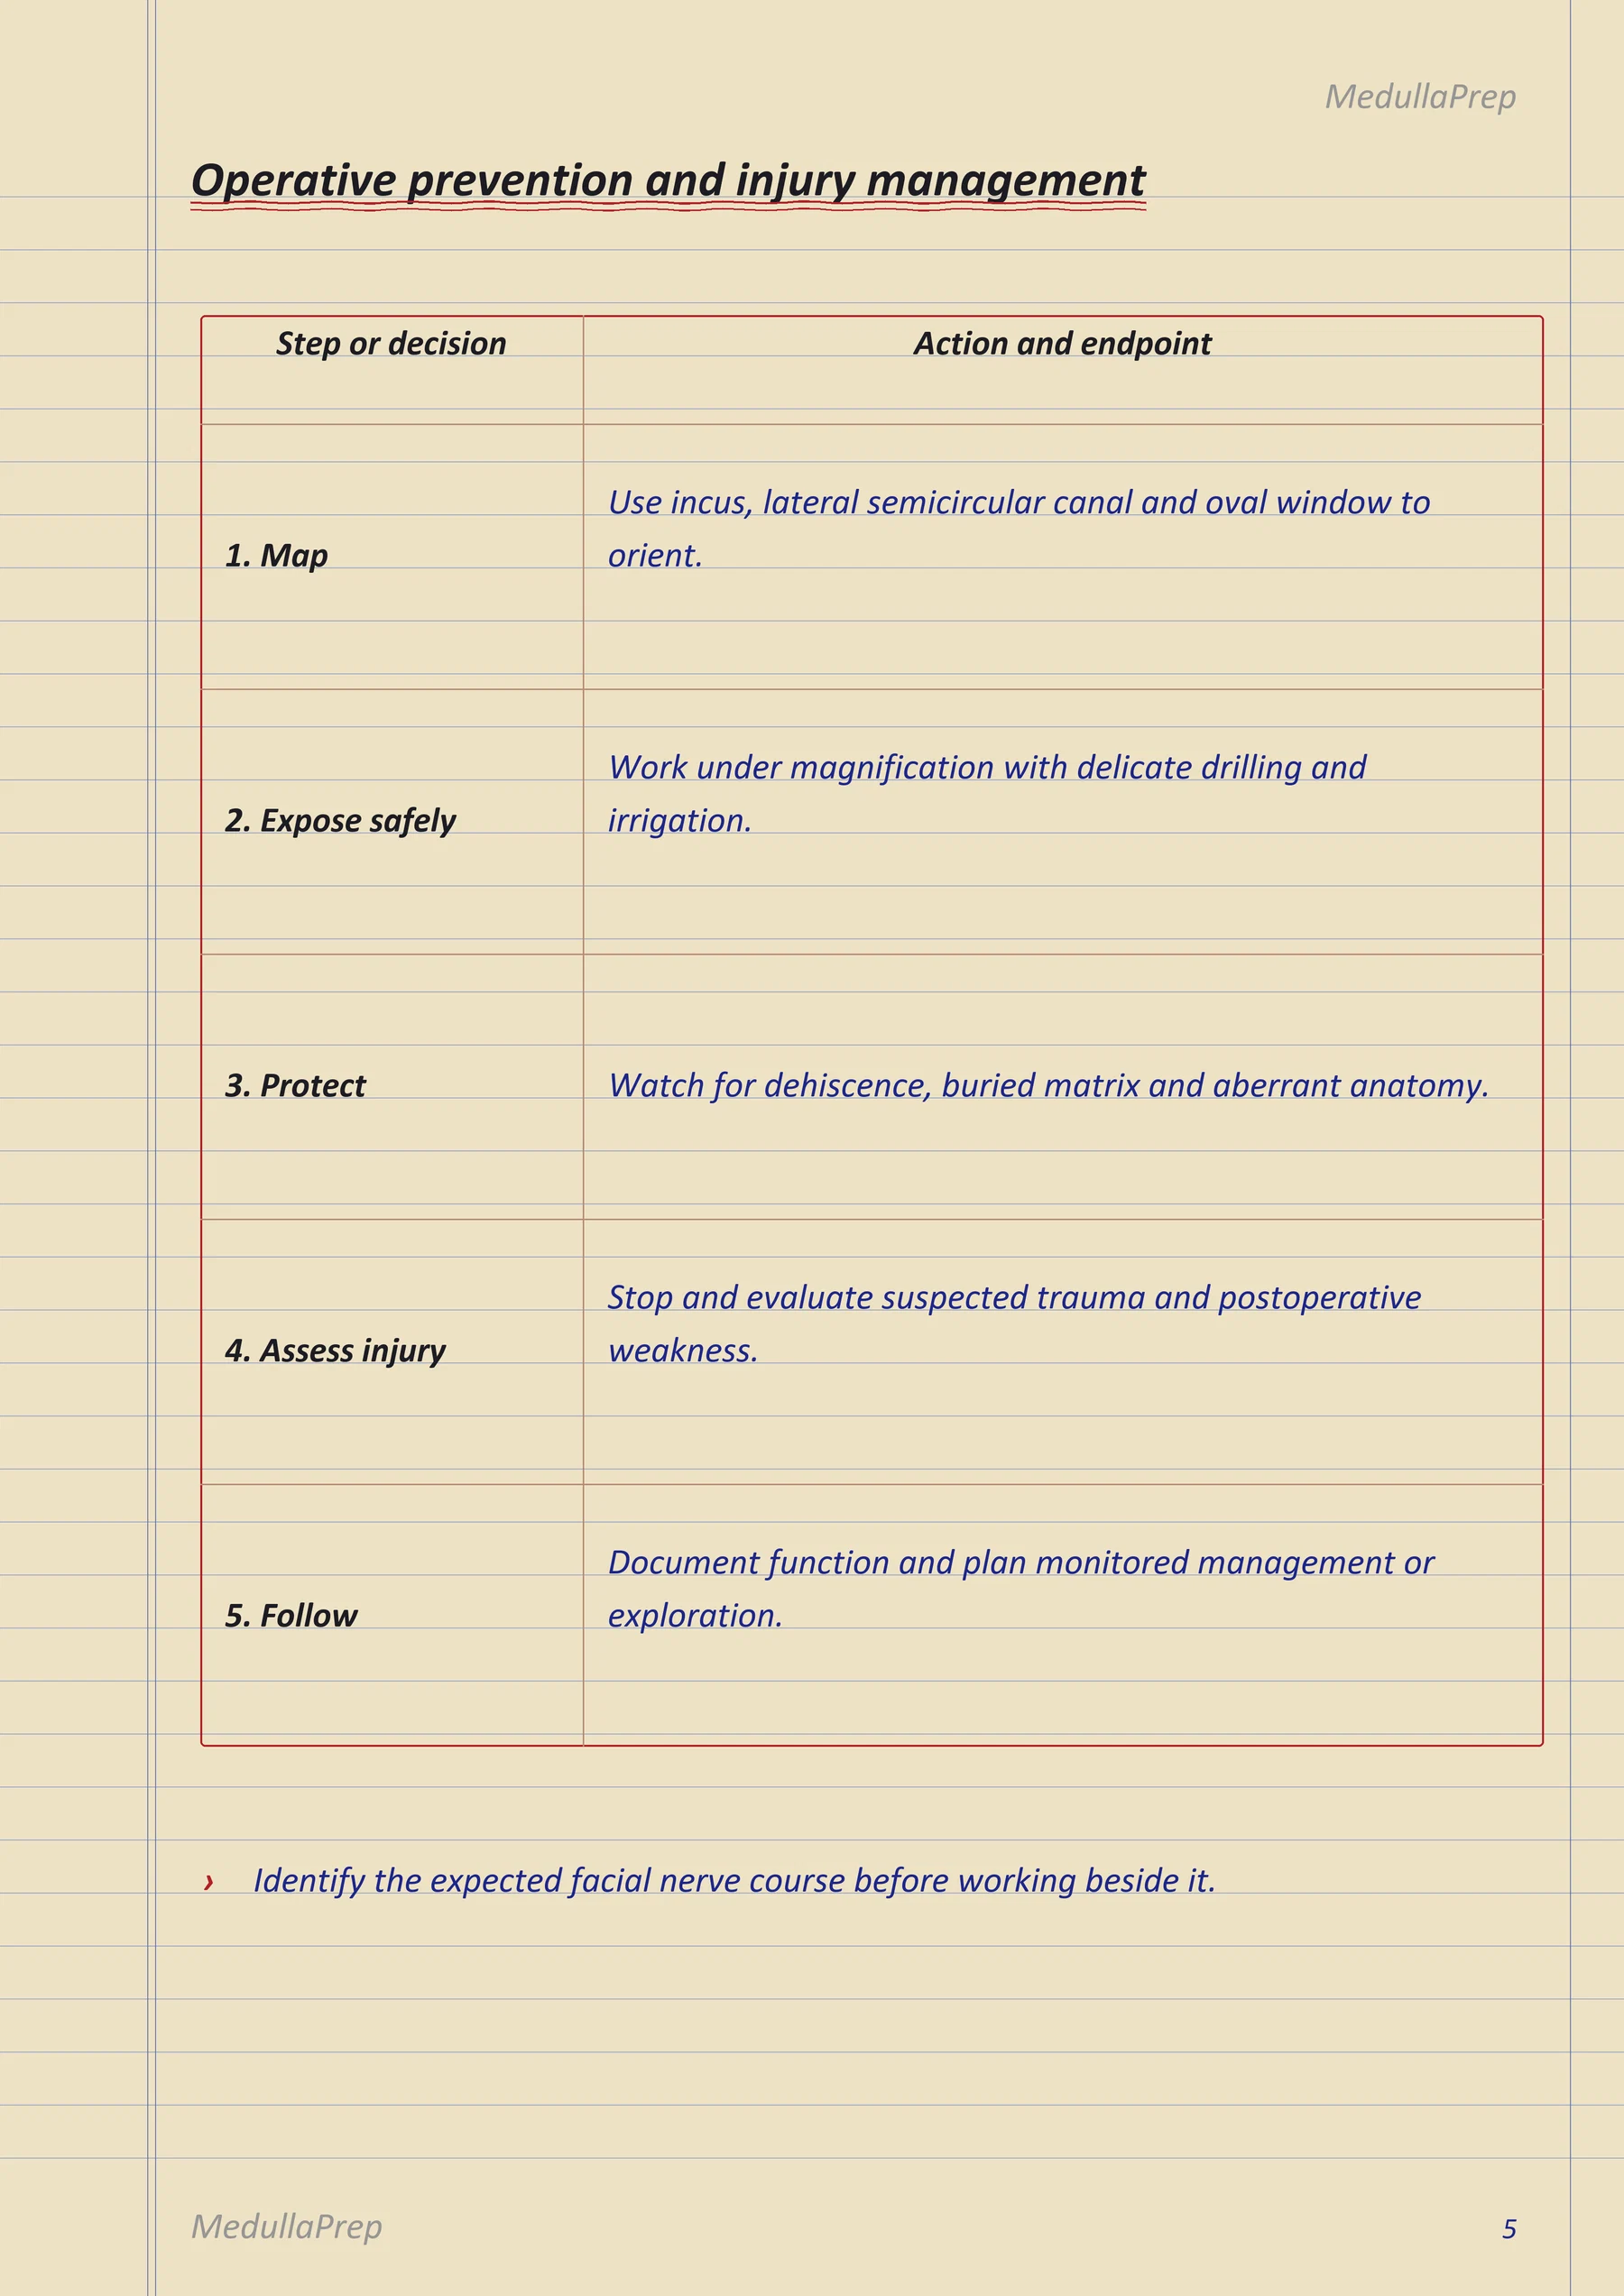 MedullaPrep
Operative prevention and injury management
Step or decision
Action and endpoint
1. Map
Use incus, lateral semicircular canal and oval window to
orient.
2. Expose safely
Work under magnification with delicate drilling and
irrigation.
3. Protect
Watch for dehiscence, buried matrix and aberrant anatomy.
4. Assess injury
Stop and evaluate suspected trauma and postoperative
weakness.
5. Follow
Document function and plan monitored management or
exploration.
› Identify the expected facial nerve course before working beside it.
MedullaPrep
5